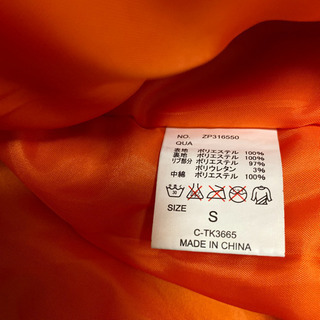 NO. ZP316550
QUA
表地 ポリエステル 100%
裏地 ポリエステル 100%
リブ部分 ポリエステル 97%
ポリウレタン 3%
中綿 ポリエステル 100%
SIZE S
C-TK3665
MADE IN CHINA